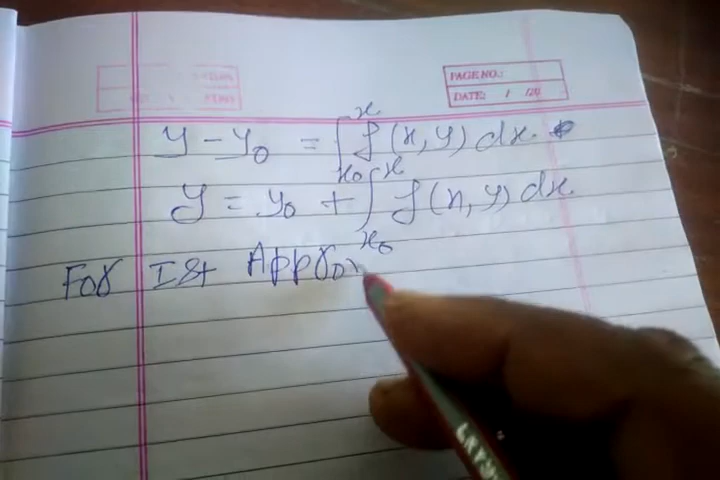 PAGE NO.:
DATE: / /20
y - y₀ = ∫ₓ₀ˣ f(x, y) dx
y = y₀ + ∫ₓ₀ˣ f(x, y) dx
For Ist Approx